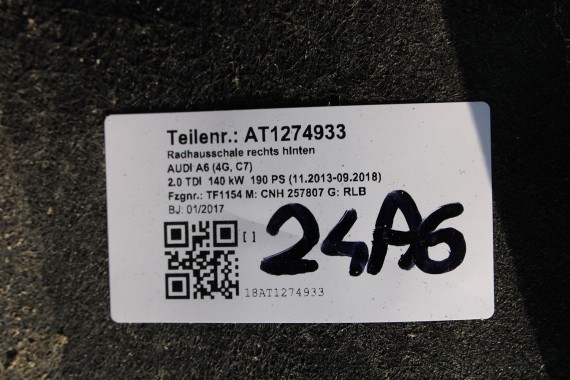 Teilenr.: AT1274933
Radhausschale rechts hinten
AUDI A6 (4G, C7)
2.0 TDI 140 kW 190 PS (11.2013-09.2018)
Fzgnr.: TF1154 M: CNH 257807 G: RLB
BJ: 01/2017
[ ]
24A6
18AT1274933